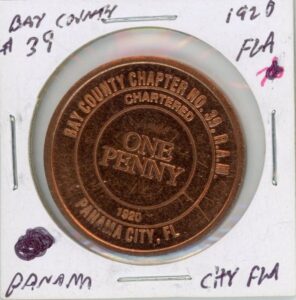 BAY COUNTY 1920
# 39 FLA
BAY COUNTY CHAPTER NO. 39, R.A.M.
CHARTERED
ONE
PENNY
1920
PANAMA CITY, FL
PANAMA CITY FLA